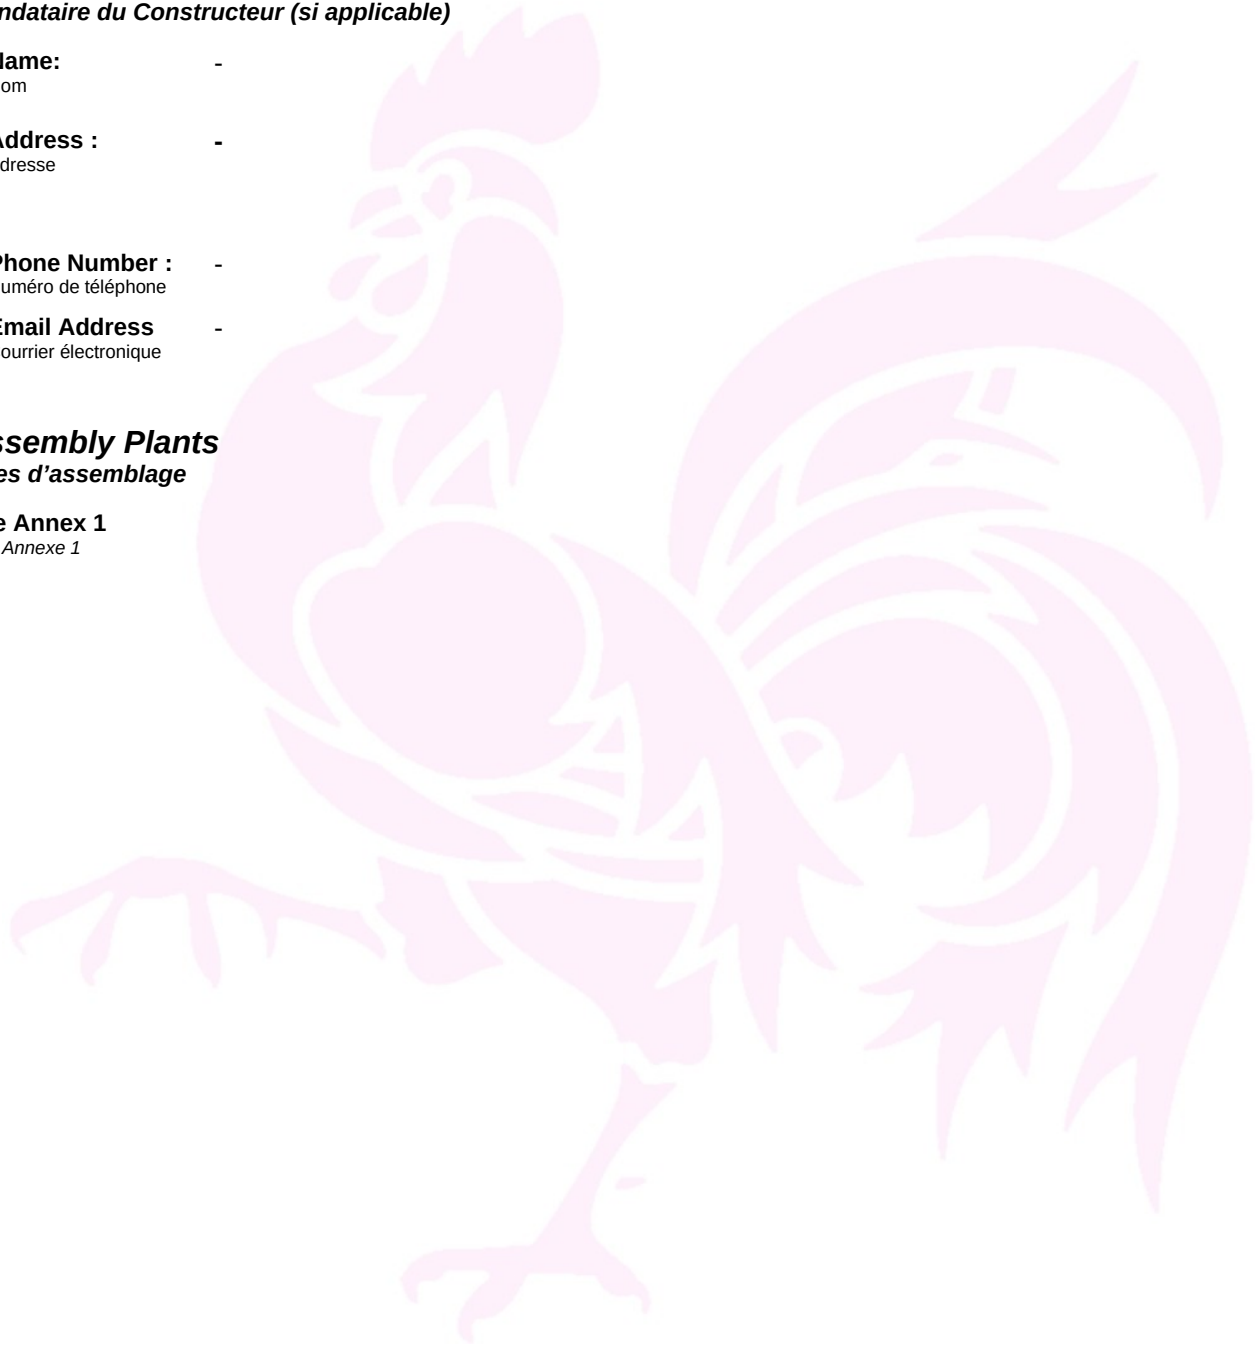 ndataire du Constructeur (si applicable)
lame: -
om
Address : -
dresse
Phone Number : -
uméro de téléphone
Email Address -
ourrier électronique
ssembly Plants
es d’assemblage
e Annex 1
Annexe 1